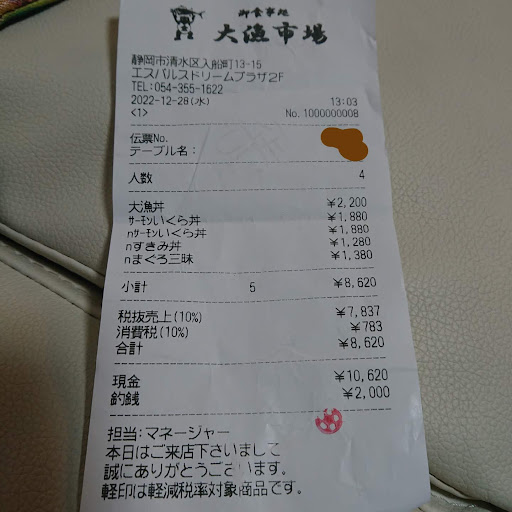 御食事処
大漁市場
静岡市清水区入船町13-15
エスパルスドリームプラザ2F
TEL:054-355-1622
2022-12-28(水) 13:03
<1> No.1000000008
伝票No.
テーブル名:
人数 4
大漁丼 ¥2,200
サーモンいくら丼 ¥1,880
nサーモンいくら丼 ¥1,880
nすきみ丼 ¥1,280
nまぐろ三昧 ¥1,380
小計 5 ¥8,620
税抜売上(10%) ¥7,837
消費税(10%) ¥783
合計 ¥8,620
現金 ¥10,620
釣銭 ¥2,000
担当:マネージャー
本日はご来店下さいまして
誠にありがとうございます。
軽印は軽減税率対象商品です。